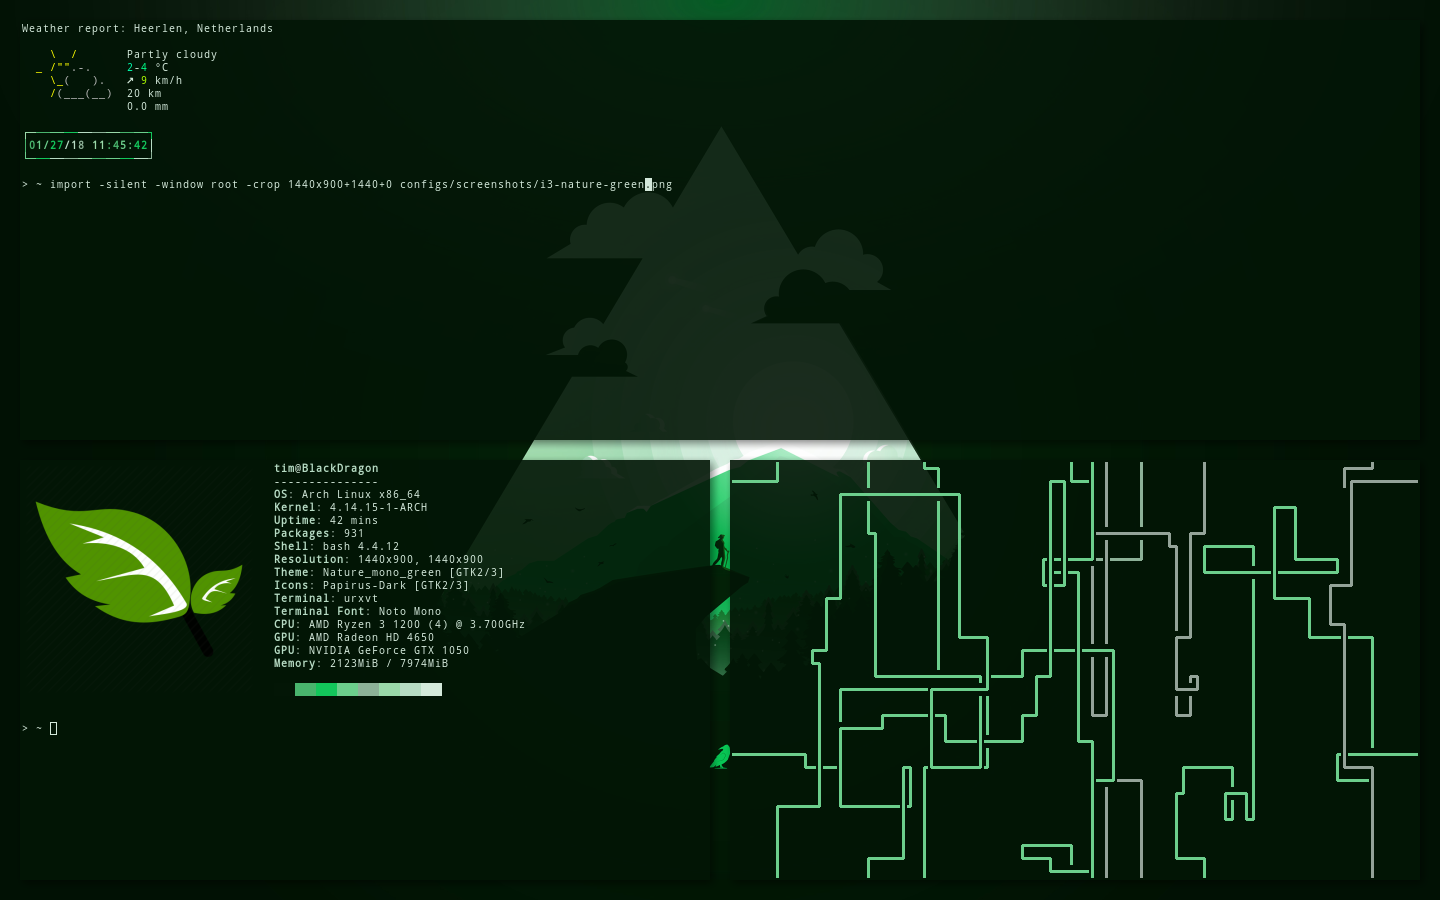 Weather report: Heerlen, Netherlands
Partly cloudy
2-4 °C
↗ 9 km/h
20 km
0.0 mm
01/27/18 11:45:42
> ~ import -silent -window root -crop 1440x900+1440+0 configs/screenshots/i3-nature-green.png
tim@BlackDragon
---------------
OS: Arch Linux x86_64
Kernel: 4.14.15-1-ARCH
Uptime: 42 mins
Packages: 931
Shell: bash 4.4.12
Resolution: 1440x900, 1440x900
Theme: Nature_mono_green [GTK2/3]
Icons: Papirus-Dark [GTK2/3]
Terminal: urxvt
Terminal Font: Noto Mono
CPU: AMD Ryzen 3 1200 (4) @ 3.700GHz
GPU: AMD Radeon HD 4650
GPU: NVIDIA GeForce GTX 1050
Memory: 2123MiB / 7974MiB
> ~